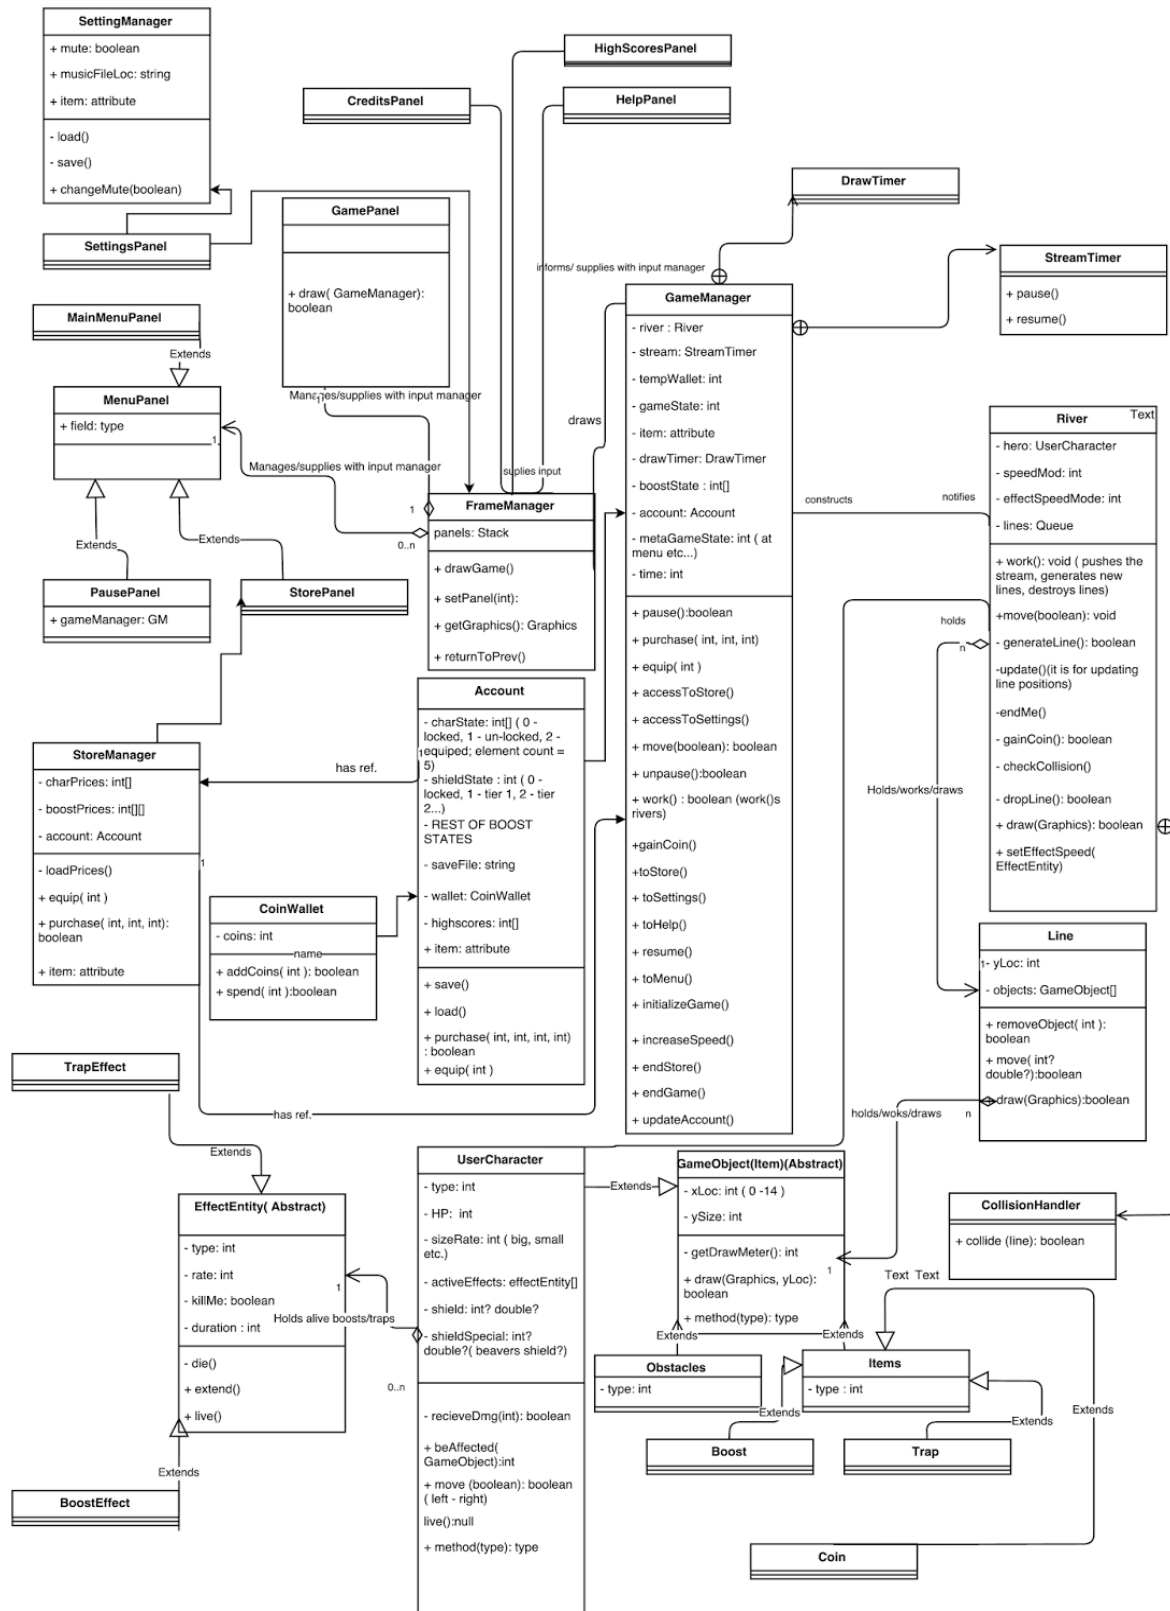 SettingManager
+ mute: boolean
+ musicFileLoc: string
+ item: attribute
- load()
- save()
+ changeMute(boolean)
SettingsPanel
HighScoresPanel
CreditsPanel
HelpPanel
GamePanel
+ draw( GameManager):
boolean
DrawTimer
StreamTimer
+ pause()
+ resume()
informs/ supplies with input manager
MainMenuPanel
Extends
MenuPanel
+ field: type
1
Manages/supplies with input manager
1
Manages/supplies with input manager
draws
suplies input
1
0..n
Extends
Extends
PausePanel
+ gameManager: GM
StorePanel
FrameManager
panels: Stack
+ drawGame()
+ setPanel(int):
+ getGraphics(): Graphics
+ returnToPrev()
GameManager
- river : River
- stream: StreamTimer
- tempWallet: int
- gameState: int
- item: attribute
- drawTimer: DrawTimer
- boostState : int[]
- account: Account
- metaGameState: int ( at
menu etc...)
- time: int
+ pause():boolean
+ purchase( int, int, int)
+ equip( int )
+ accessToStore()
+ accessToSettings()
+ move(boolean): boolean
+ unpause():boolean
+ work() : boolean (work()s
rivers)
+gainCoin()
+toStore()
+ toSettings()
+ toHelp()
+ resume()
+ toMenu()
+ initializeGame()
+ increaseSpeed()
+ endStore()
+ endGame()
+ updateAccount()
constructs
notifies
River
Text
- hero: UserCharacter
- speedMod: int
- effectSpeedMode: int
- lines: Queue
+ work(): void ( pushes the
stream, generates new
lines, destroys lines)
+move(boolean): void
- generateLine(): boolean
-update()(it is for updating
line positions)
-endMe()
- gainCoin(): boolean
- checkCollision()
- dropLine(): boolean
+ draw(Graphics): boolean
+ setEffectSpeed(
EffectEntity)
holds
n
Holds/works/draws
Account
- charState: int[] ( 0 -
locked, 1 - un-locked, 2 -
equiped; element count =
5)
- shieldState : int ( 0 -
locked, 1 - tier 1, 2 - tier
2...)
- REST OF BOOST
STATES
- saveFile: string
- wallet: CoinWallet
- highscores: int[]
+ item: attribute
+ save()
+ load()
+ purchase( int, int, int, int)
: boolean
+ equip( int )
1
has ref.
StoreManager
- charPrices: int[]
- boostPrices: int[][]
- account: Account
- loadPrices()
+ equip( int )
+ purchase( int, int, int):
boolean
+ item: attribute
1
CoinWallet
- coins: int
name
+ addCoins( int ): boolean
+ spend( int ):boolean
has ref.
Line
1
- yLoc: int
- objects: GameObject[]
+ removeObject( int ):
boolean
+ move( int?
double?):boolean
+draw(Graphics):boolean
holds/woks/draws
n
TrapEffect
Extends
EffectEntity( Abstract)
- type: int
- rate: int
- killMe: boolean
- duration : int
- die()
+ extend()
+ live()
1
Holds alive boosts/traps
0..n
Extends
BoostEffect
UserCharacter
- type: int
- HP: int
- sizeRate: int ( big, small
etc.)
- activeEffects: effectEntity[]
- shield: int? double?
- shieldSpecial: int?
double?( beavers shield?)
- recieveDmg(int): boolean
+ beAffected(
GameObject):int
+ move (boolean): boolean
( left - right)
live():null
+ method(type): type
Extends
GameObject(Item)(Abstract)
- xLoc: int ( 0 -14 )
- ySize: int
- getDrawMeter(): int
+ draw(Graphics, yLoc):
boolean
+ method(type): type
1
CollisionHandler
+ collide (line): boolean
Text Text
Extends
Extends
Obstacles
- type: int
Items
- type : int
Extends
Extends
Extends
Boost
Trap
Coin